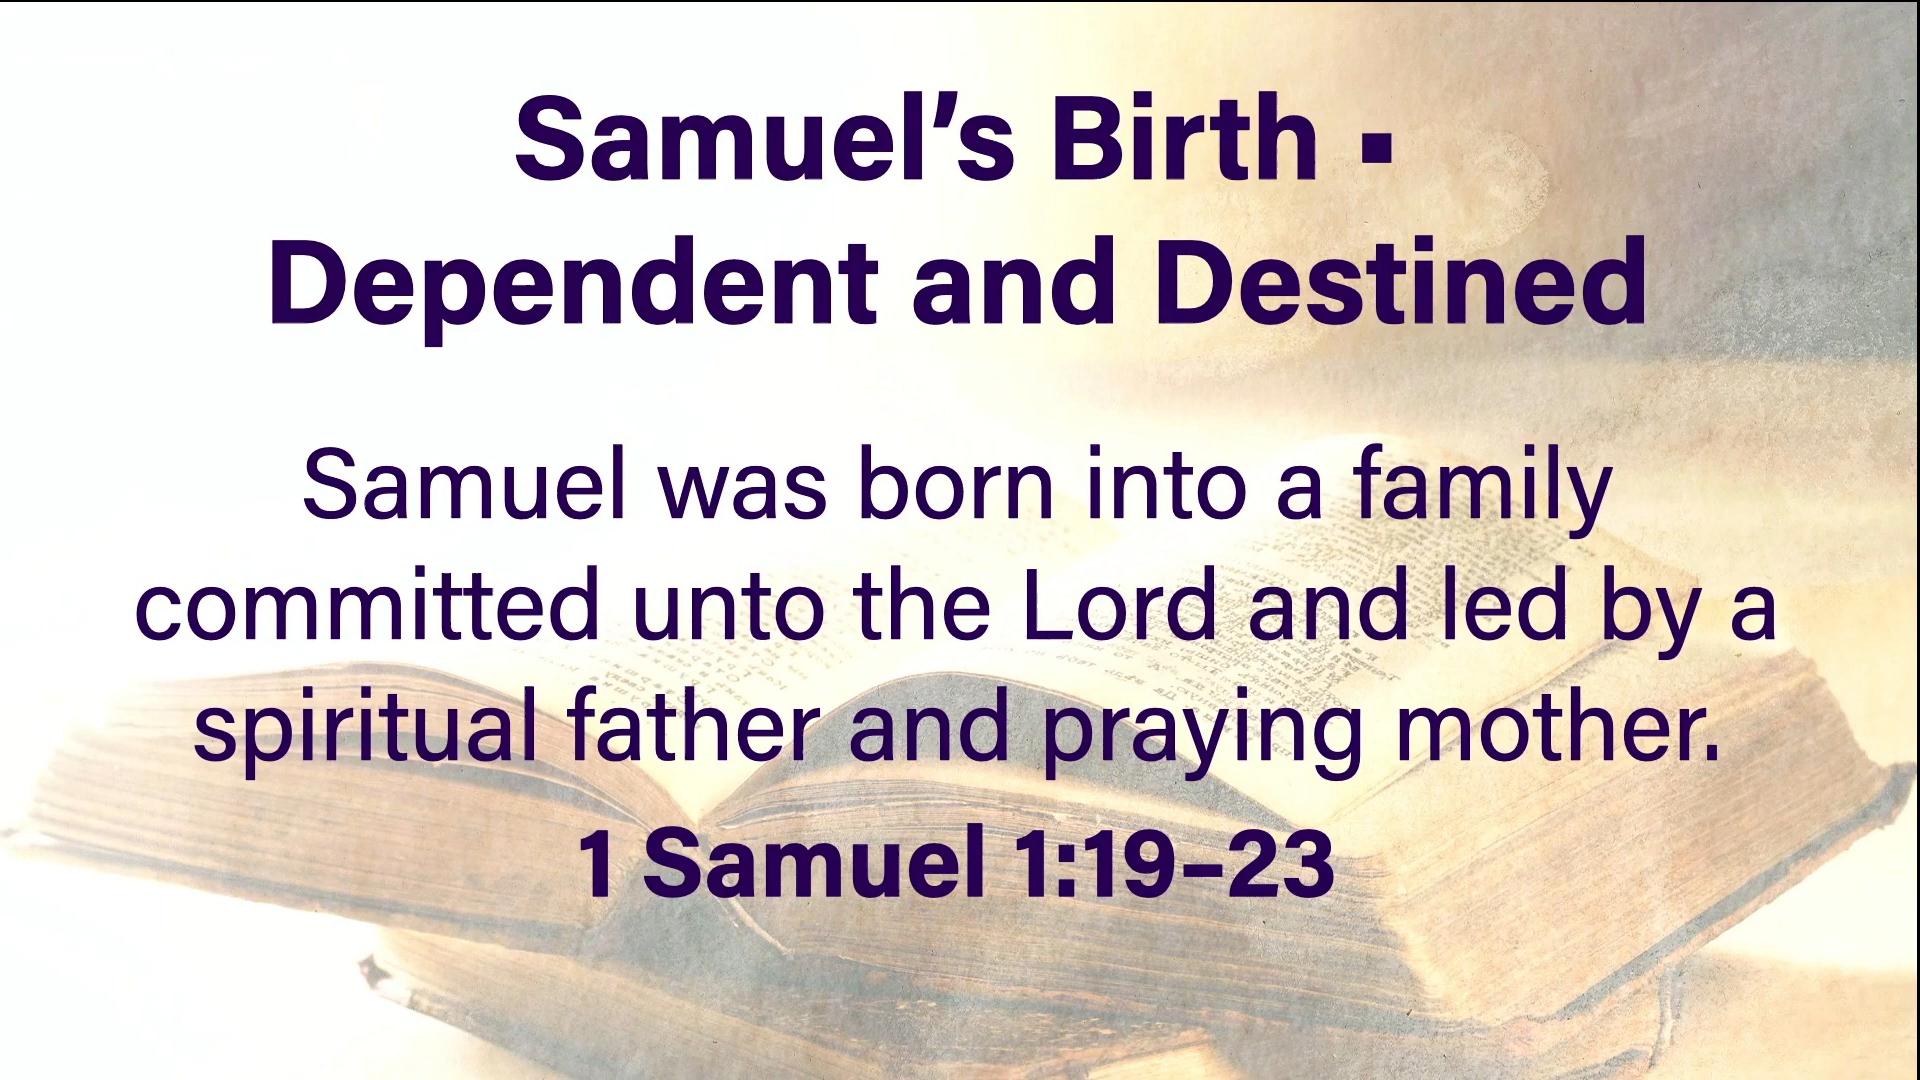 Samuel’s Birth ▪
Dependent and Destined
Samuel was born into a family
committed unto the Lord and led by a
spiritual father and praying mother.
1 Samuel 1:19–23